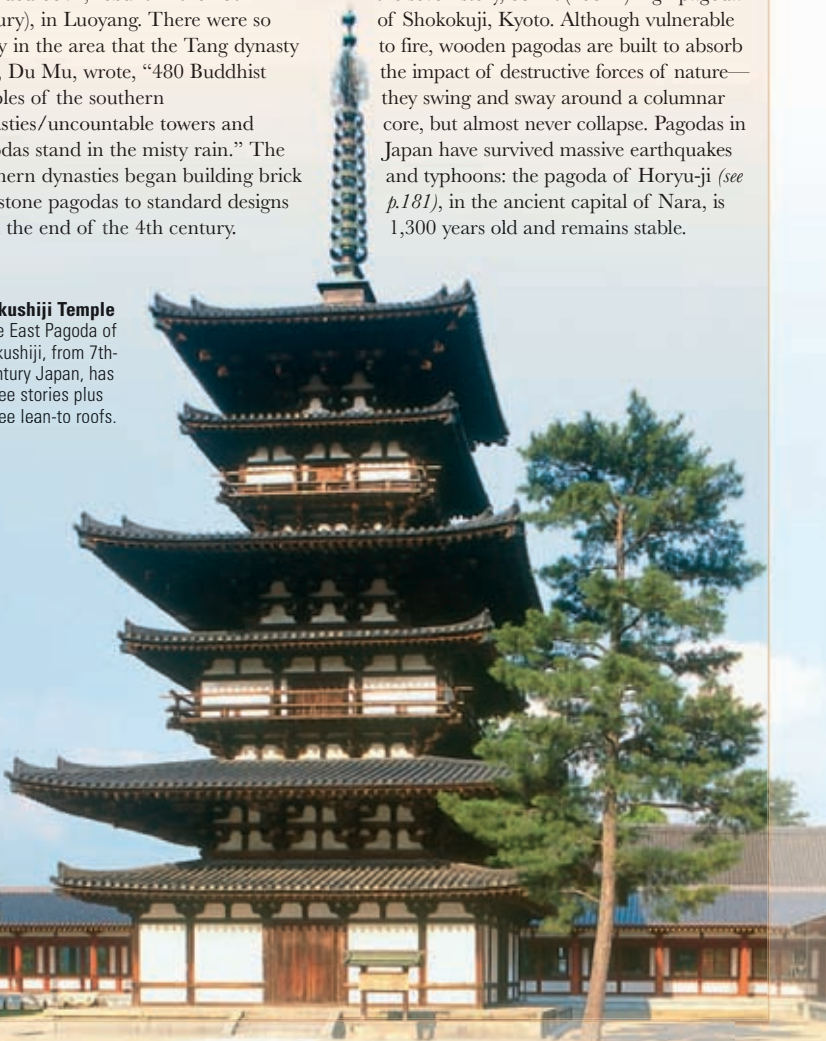 in Luoyang. There were so
in the area that the Tang dynasty
Du Mu, wrote, “480 Buddhist
of the southern
and
stand in the misty rain.” The
dynasties began building brick
stone pagodas to standard designs
the end of the 4th century.
of Shokokuji, Kyoto. Although vulnerable
to fire, wooden pagodas are built to absorb
the impact of destructive forces of nature—
they swing and sway around a columnar
core, but almost never collapse. Pagodas in
Japan have survived massive earthquakes
and typhoons: the pagoda of Horyu-ji (see
p.181), in the ancient capital of Nara, is
1,300 years old and remains stable.
Temple
East Pagoda of
from 7th-
Japan, has
stories plus
lean-to roofs.